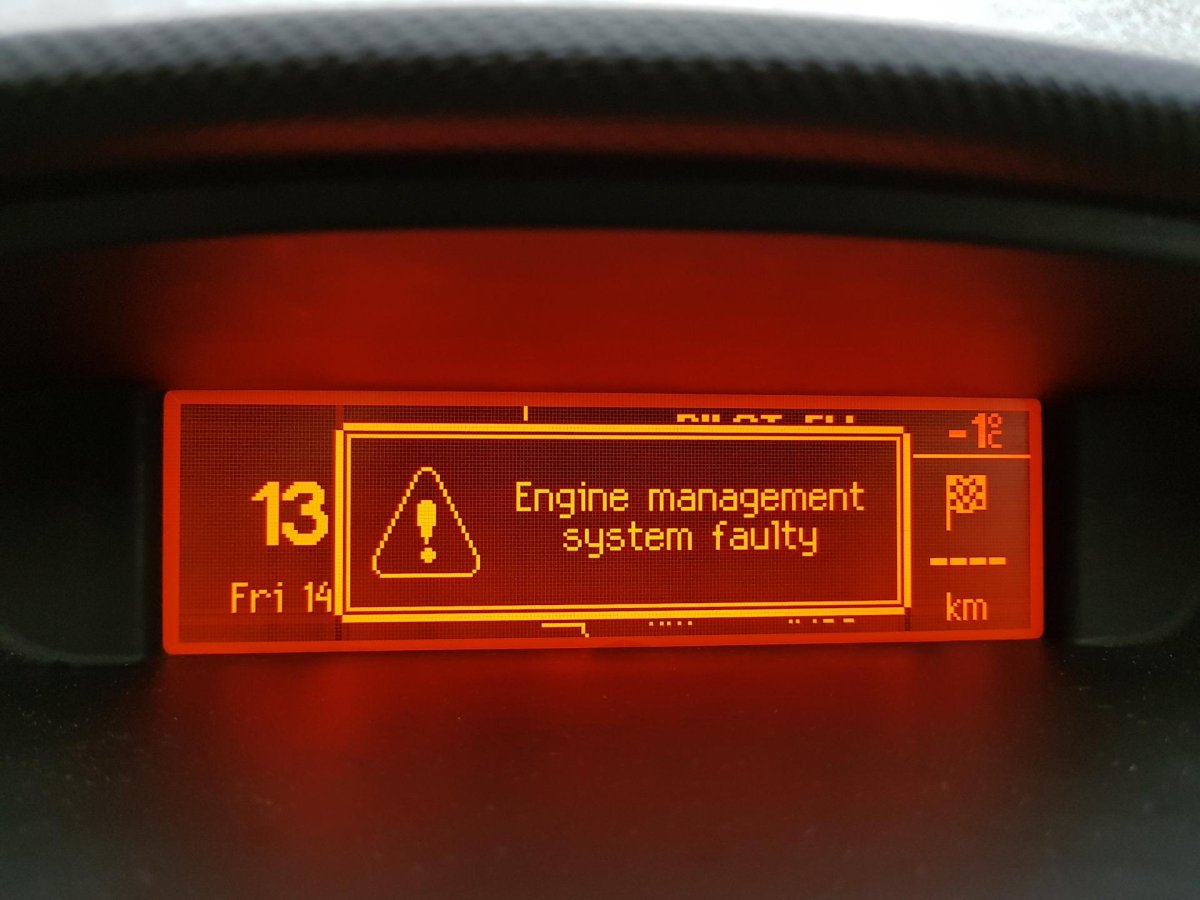 -1°C
13
Engine management
system faulty
----
Fri 14
km